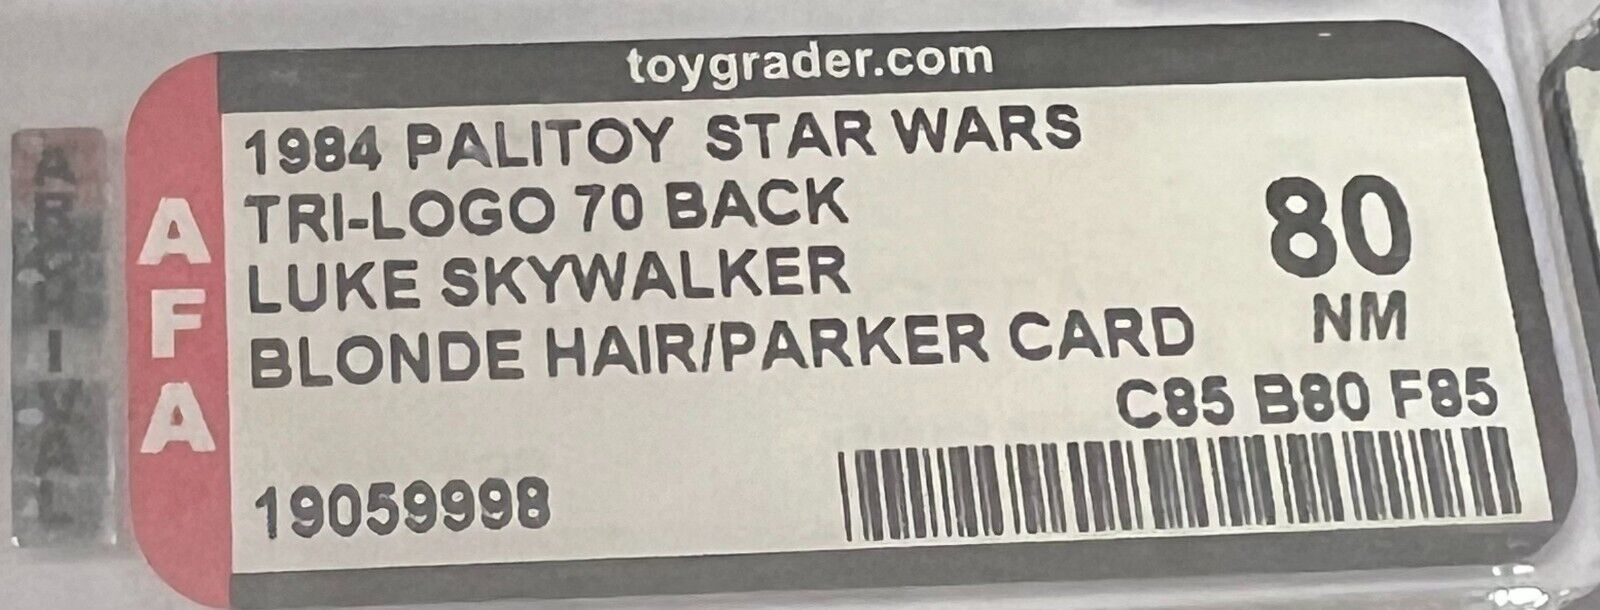 toygrader.com
1984 PALITOY STAR WARS
TRI-LOGO 70 BACK
LUKE SKYWALKER
BLONDE HAIR/PARKER CARD
80
NM
C85 B80 F85
19059998
AFA
ARCHIVAL